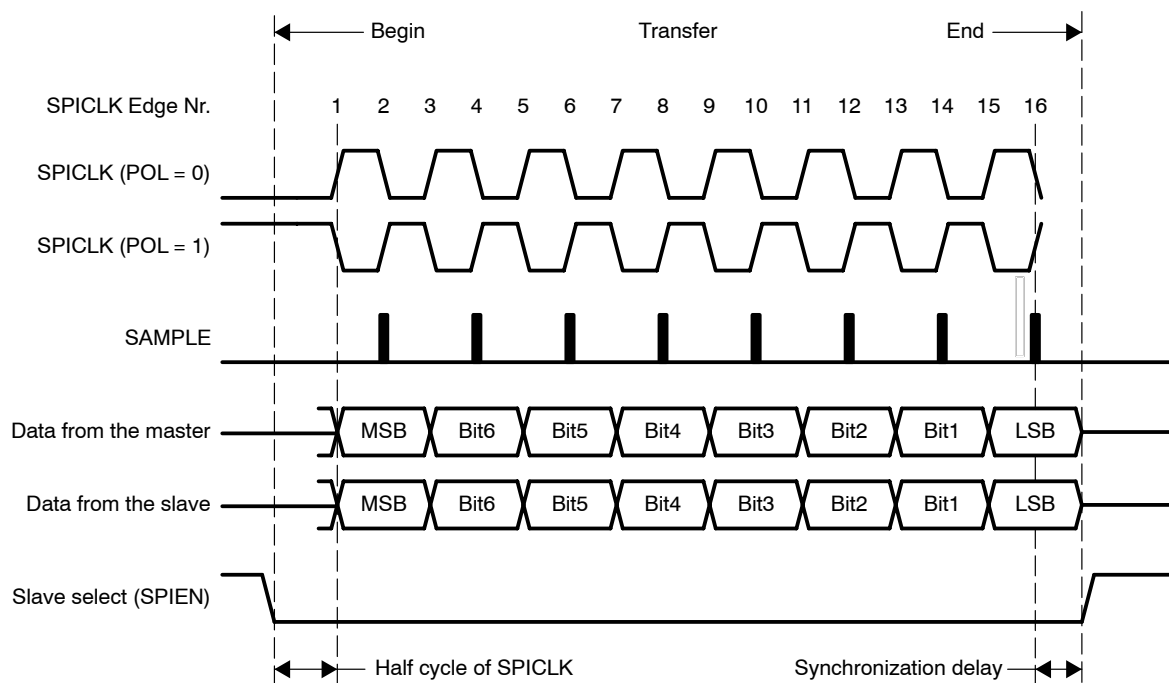 Begin Transfer End
SPICLK Edge Nr. 1 2 3 4 5 6 7 8 9 10 11 12 13 14 15 16
SPICLK (POL = 0)
SPICLK (POL = 1)
SAMPLE
Data from the master MSB Bit6 Bit5 Bit4 Bit3 Bit2 Bit1 LSB
Data from the slave MSB Bit6 Bit5 Bit4 Bit3 Bit2 Bit1 LSB
Slave select (SPIEN)
Half cycle of SPICLK Synchronization delay